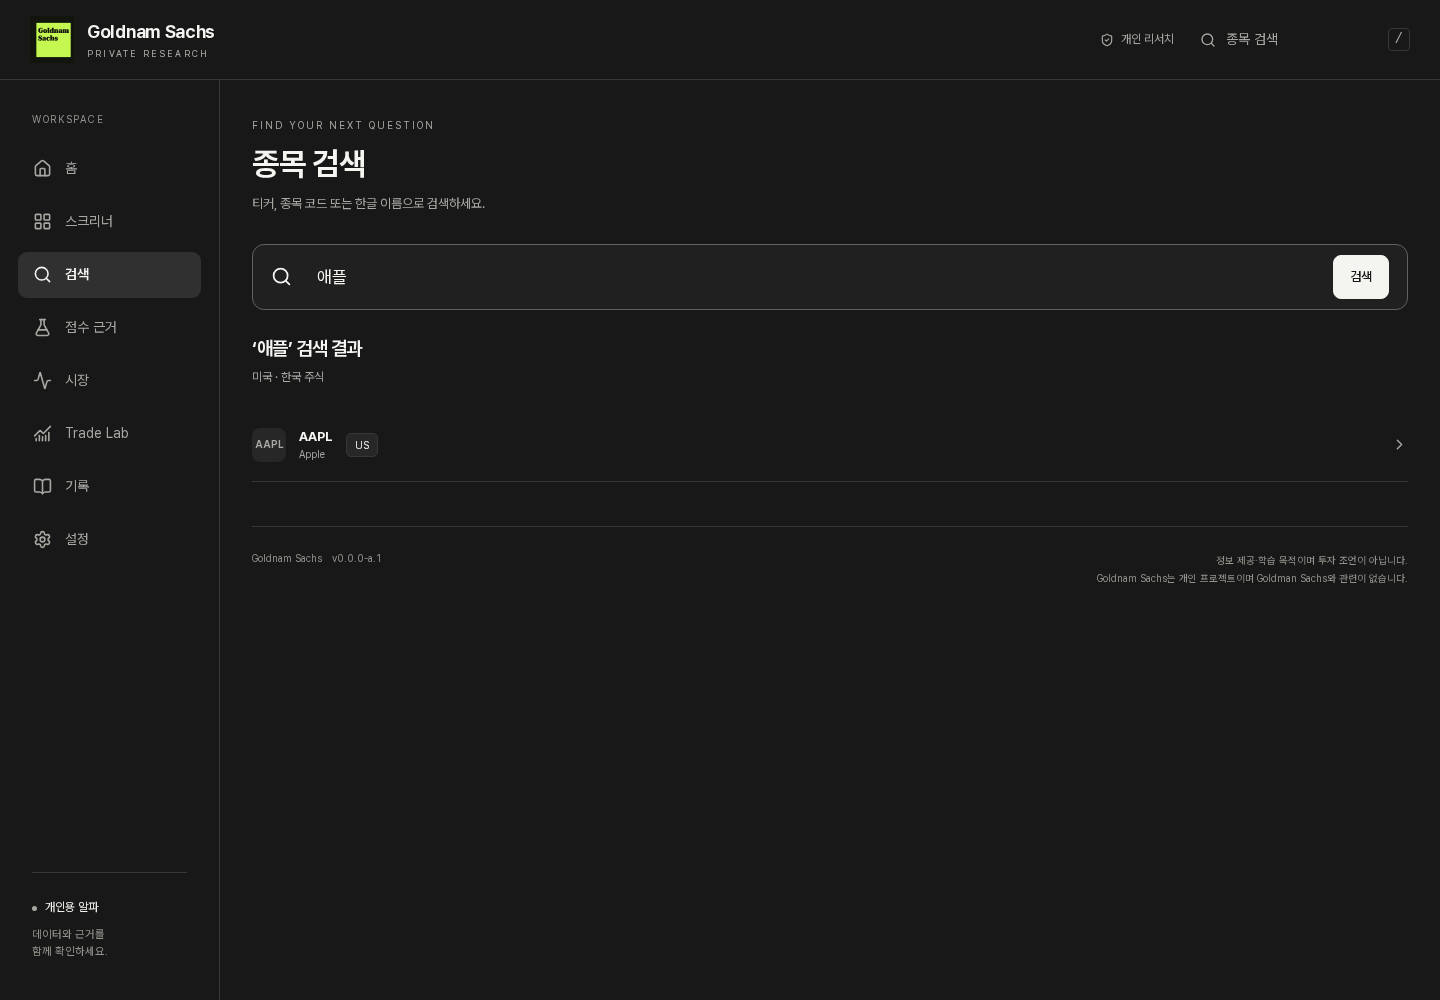 Goldnam
Sachs
Goldnam Sachs
PRIVATE RESEARCH
개인 리서치
종목 검색
/
WORKSPACE
홈
스크리너
검색
점수 근거
시장
Trade Lab
기록
설정
개인용 알파
데이터와 근거를
함께 확인하세요.
FIND YOUR NEXT QUESTION
종목 검색
티커, 종목 코드 또는 한글 이름으로 검색하세요.
애플
검색
‘애플’ 검색 결과
미국 · 한국 주식
AAPL
AAPL
Apple
US
Goldnam Sachs v0.0.0-a.1
정보 제공·학습 목적이며 투자 조언이 아닙니다.
Goldnam Sachs는 개인 프로젝트이며 Goldman Sachs와 관련이 없습니다.